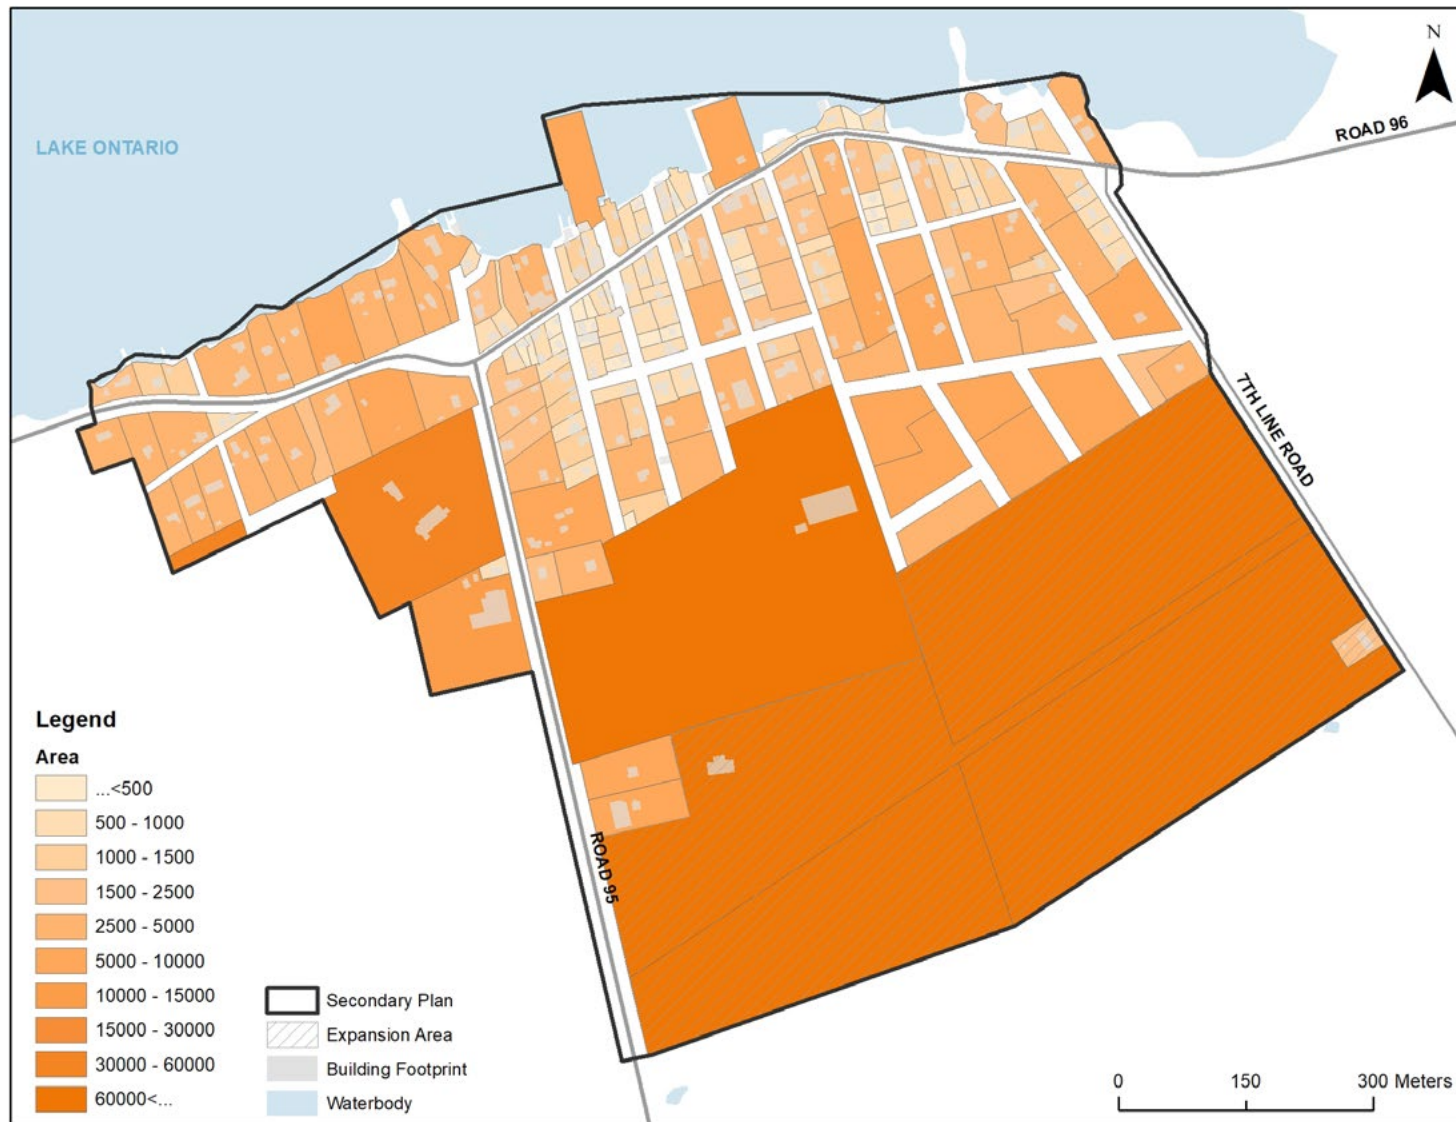 N
ROAD 96
LAKE ONTARIO
7TH LINE ROAD
ROAD 95
Legend
Area
...<500
500 - 1000
1000 - 1500
1500 - 2500
2500 - 5000
5000 - 10000
10000 - 15000
15000 - 30000
30000 - 60000
60000<...
Secondary Plan
Expansion Area
Building Footprint
Waterbody
0 150 300 Meters